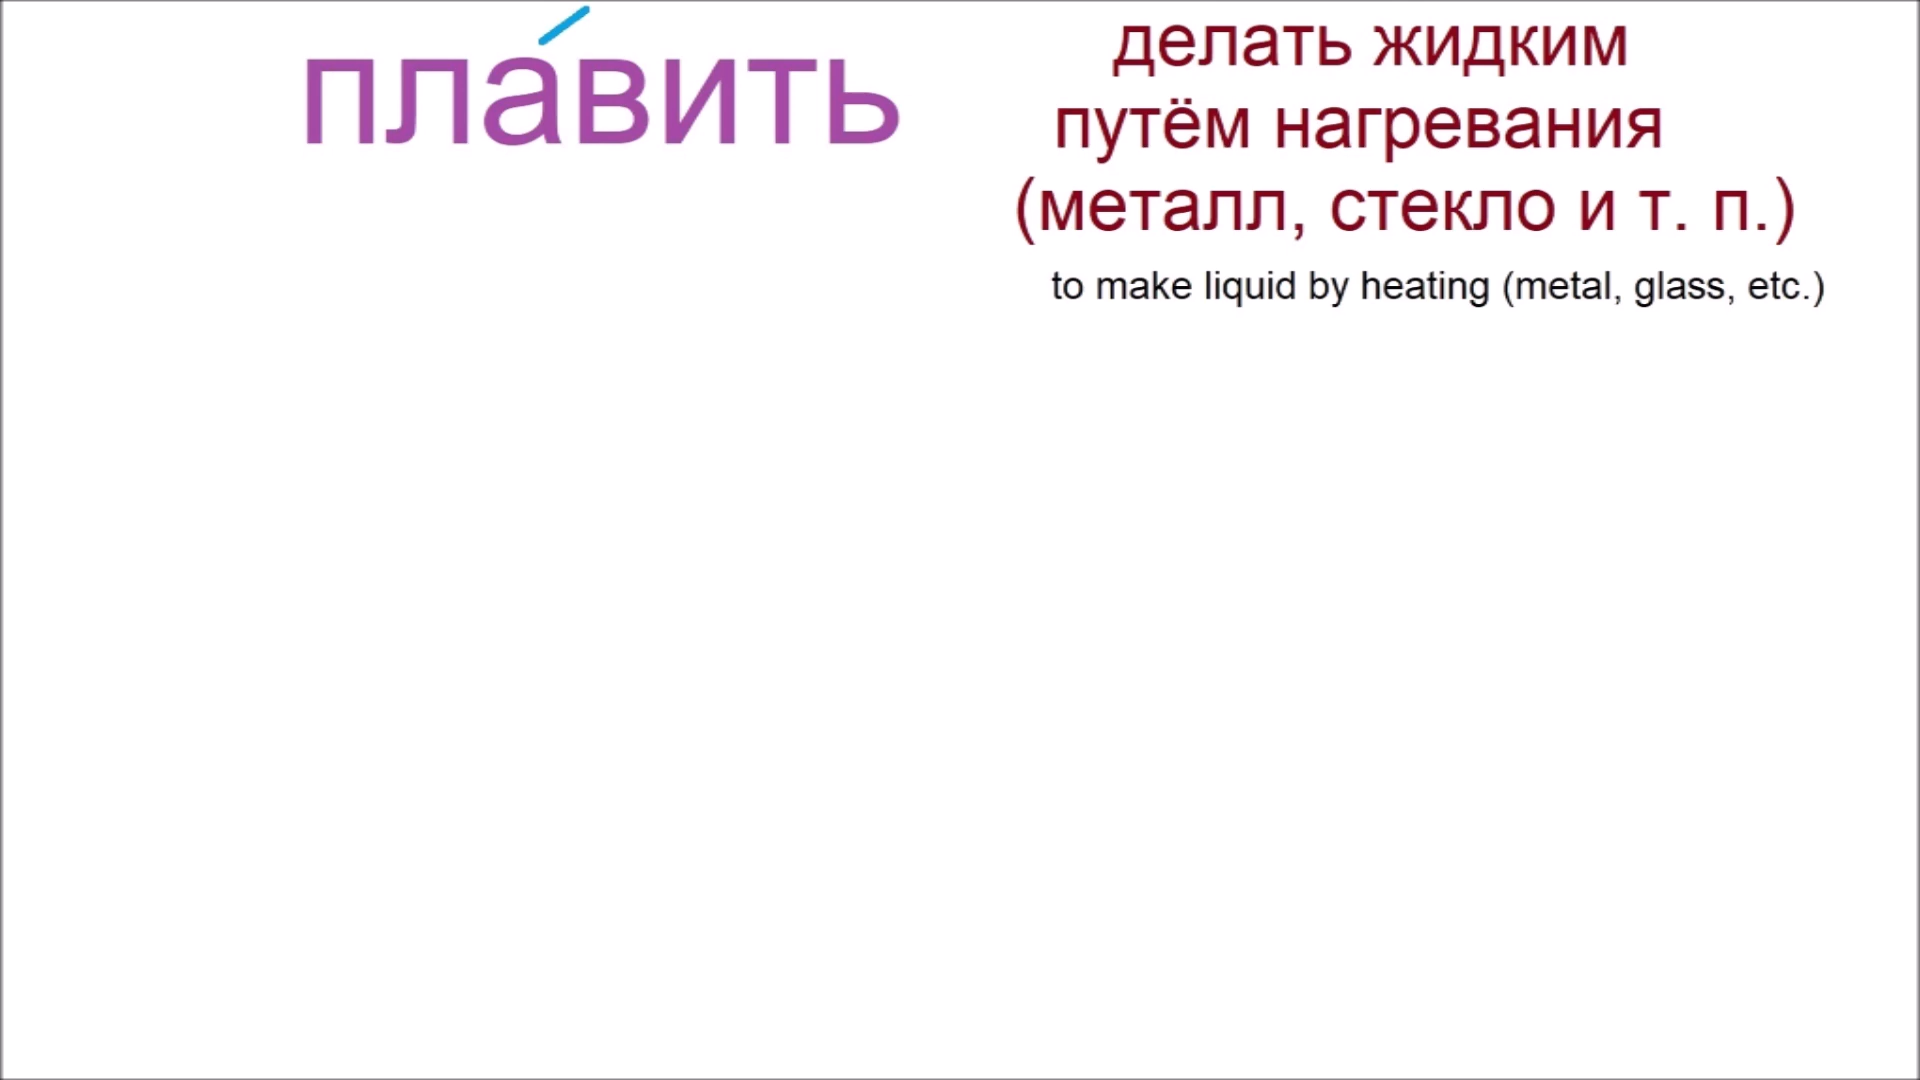 пла́вить
делать жидким
путём нагревания
(металл, стекло и т. п.)
to make liquid by heating (metal, glass, etc.)